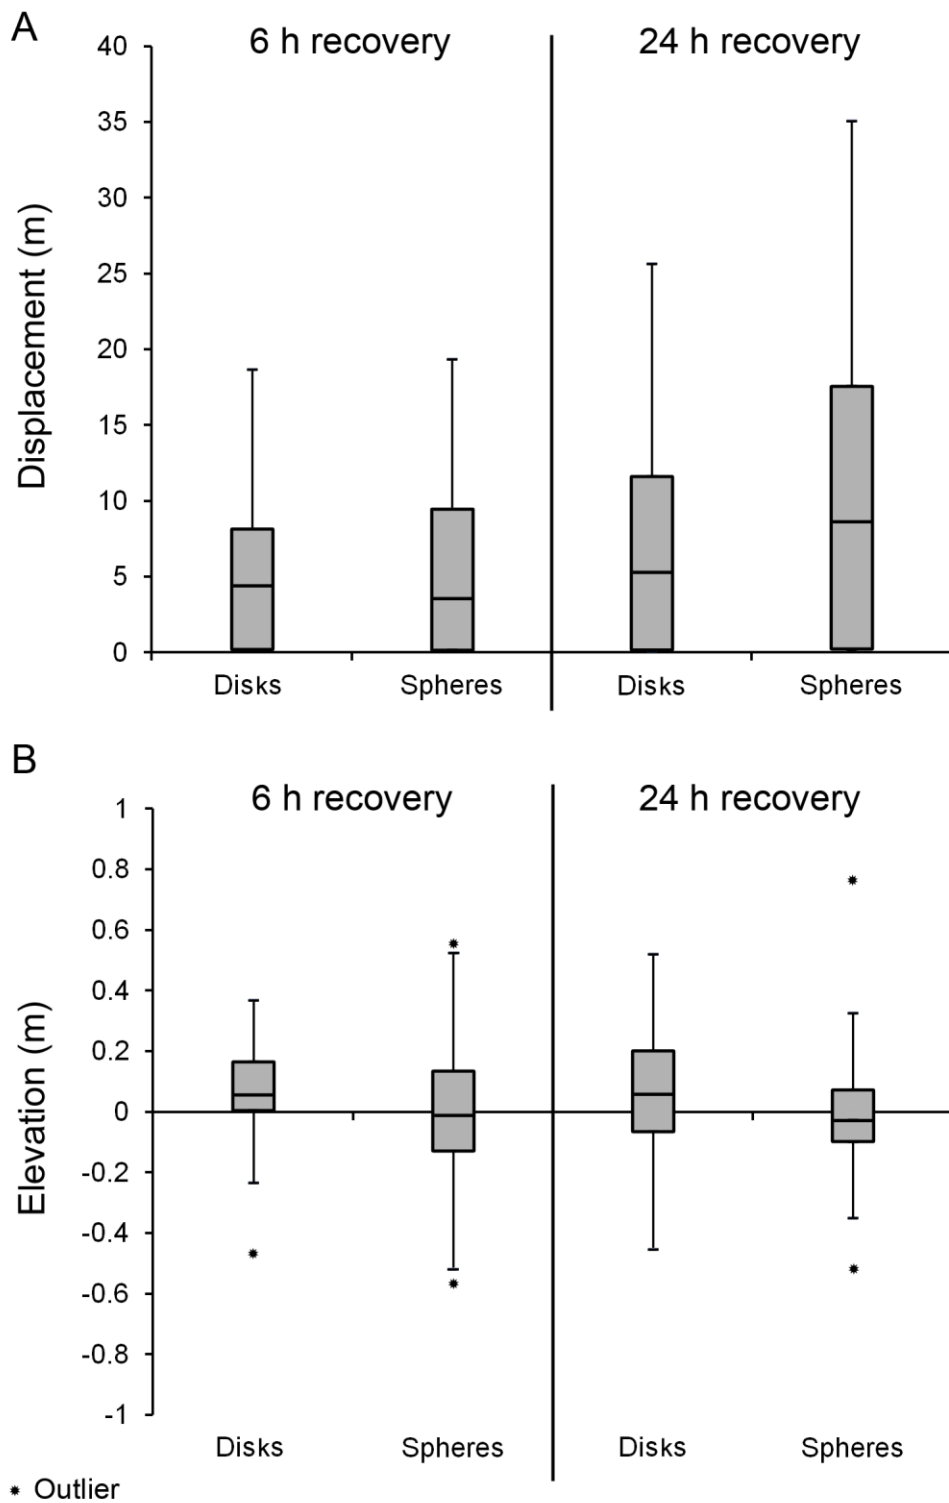 A
6 h recovery 24 h recovery
Displacement (m)
40
35
30
25
20
15
10
5
0
Disks Spheres Disks Spheres
B
6 h recovery 24 h recovery
Elevation (m)
1
0.8
0.6
0.4
0.2
0
-0.2
-0.4
-0.6
-0.8
-1
Disks Spheres Disks Spheres
* Outlier